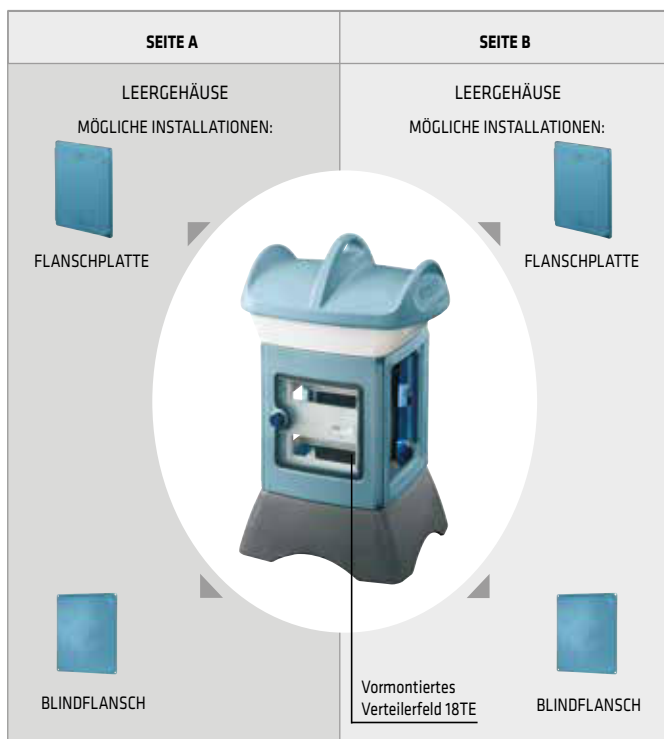 SEITE A
SEITE B
LEERGEHÄUSE
MÖGLICHE INSTALLATIONEN:
FLANSCHPLATTE
LEERGEHÄUSE
MÖGLICHE INSTALLATIONEN:
FLANSCHPLATTE
BLINDFLANSCH
Vormontiertes
Verteilerfeld 18TE
BLINDFLANSCH